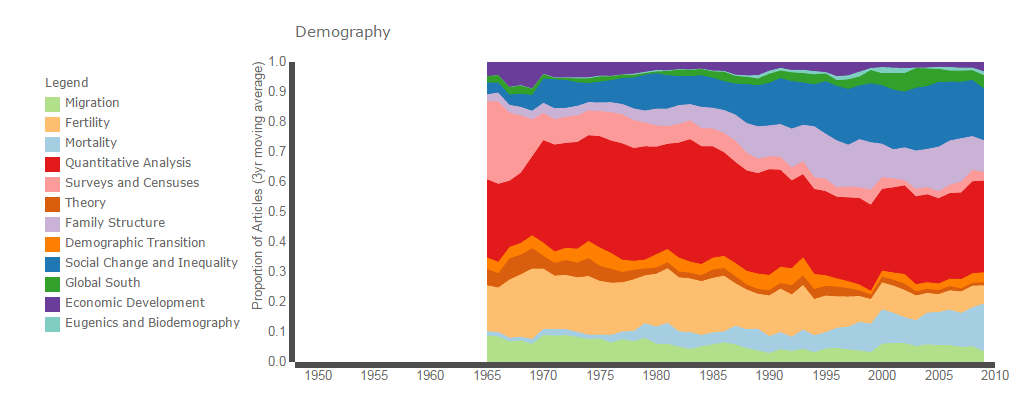 Demography
Legend
Migration
Fertility
Mortality
Quantitative Analysis
Surveys and Censuses
Theory
Family Structure
Demographic Transition
Social Change and Inequality
Global South
Economic Development
Eugenics and Biodemography
Proportion of Articles (3yr moving average)
1.0
0.9
0.8
0.7
0.6
0.5
0.4
0.3
0.2
0.1
0.0
1950 1955 1960 1965 1970 1975 1980 1985 1990 1995 2000 2005 2010